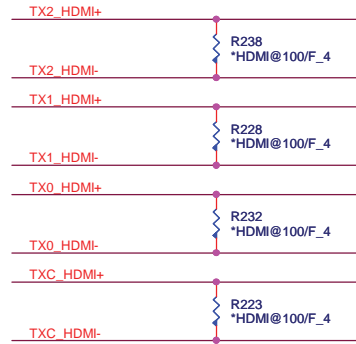 TX2_HDMI+
R238
*HDMI@100/F_4
TX2_HDMI-
TX1_HDMI+
R228
*HDMI@100/F_4
TX1_HDMI-
TX0_HDMI+
R232
*HDMI@100/F_4
TX0_HDMI-
TXC_HDMI+
R223
*HDMI@100/F_4
TXC_HDMI-